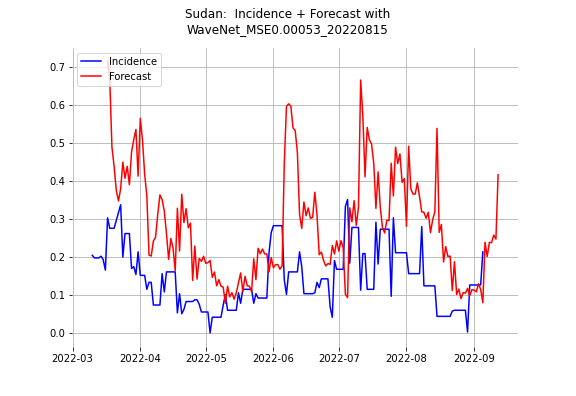 Sudan:  Incidence + Forecast with
WaveNet_MSE0.00053_20220815
Incidence
Forecast
0.7
0.6
0.5
0.4
0.3
0.2
0.1
0.0
2022-03 2022-04 2022-05 2022-06 2022-07 2022-08 2022-09